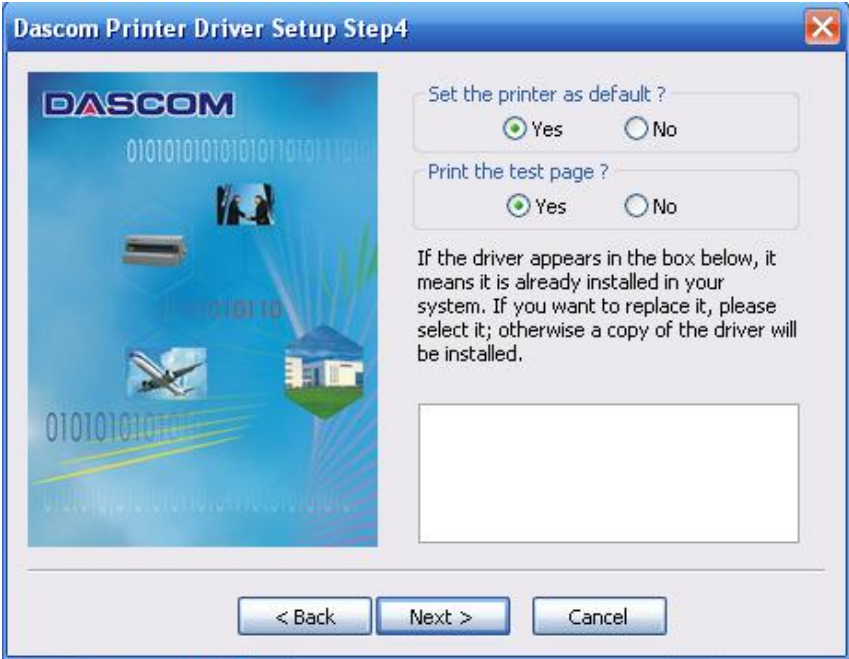 Dascom Printer Driver Setup Step4
DASCOM
Set the printer as default ?
Yes No
Print the test page ?
Yes No
If the driver appears in the box below, it
means it is already installed in your
system. If you want to replace it, please
select it; otherwise a copy of the driver will
be installed.
< Back Next > Cancel